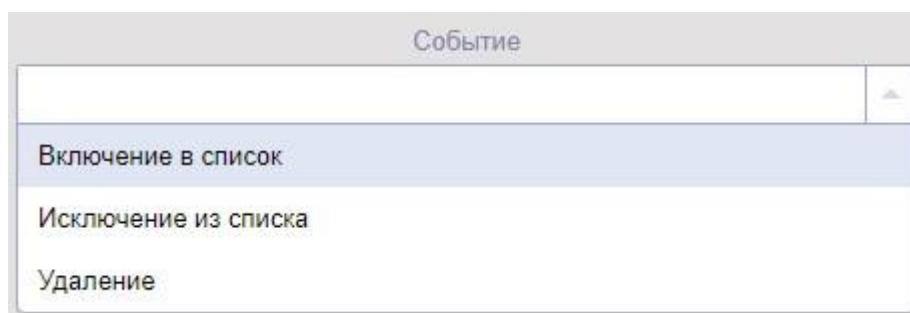 Событие
Включение в список
Исключение из списка
Удаление